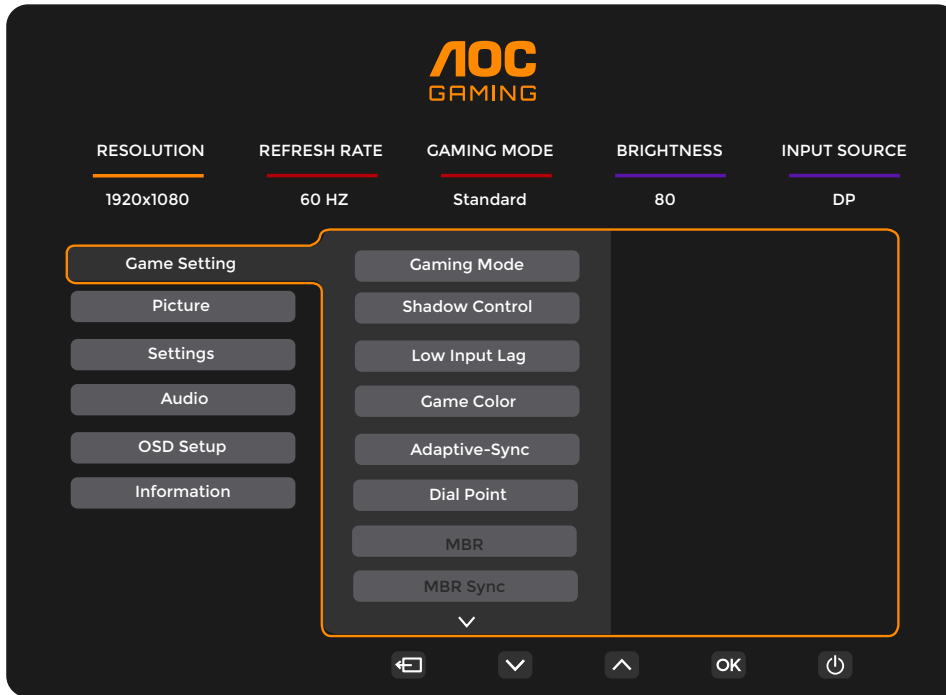 AOC
GAMING
RESOLUTION REFRESH RATE GAMING MODE BRIGHTNESS INPUT SOURCE
1920x1080 60 HZ Standard 80 DP
Game Setting
Picture
Settings
Audio
OSD Setup
Information
Gaming Mode
Shadow Control
Low Input Lag
Game Color
Adaptive-Sync
Dial Point
MBR
MBR Sync
OK